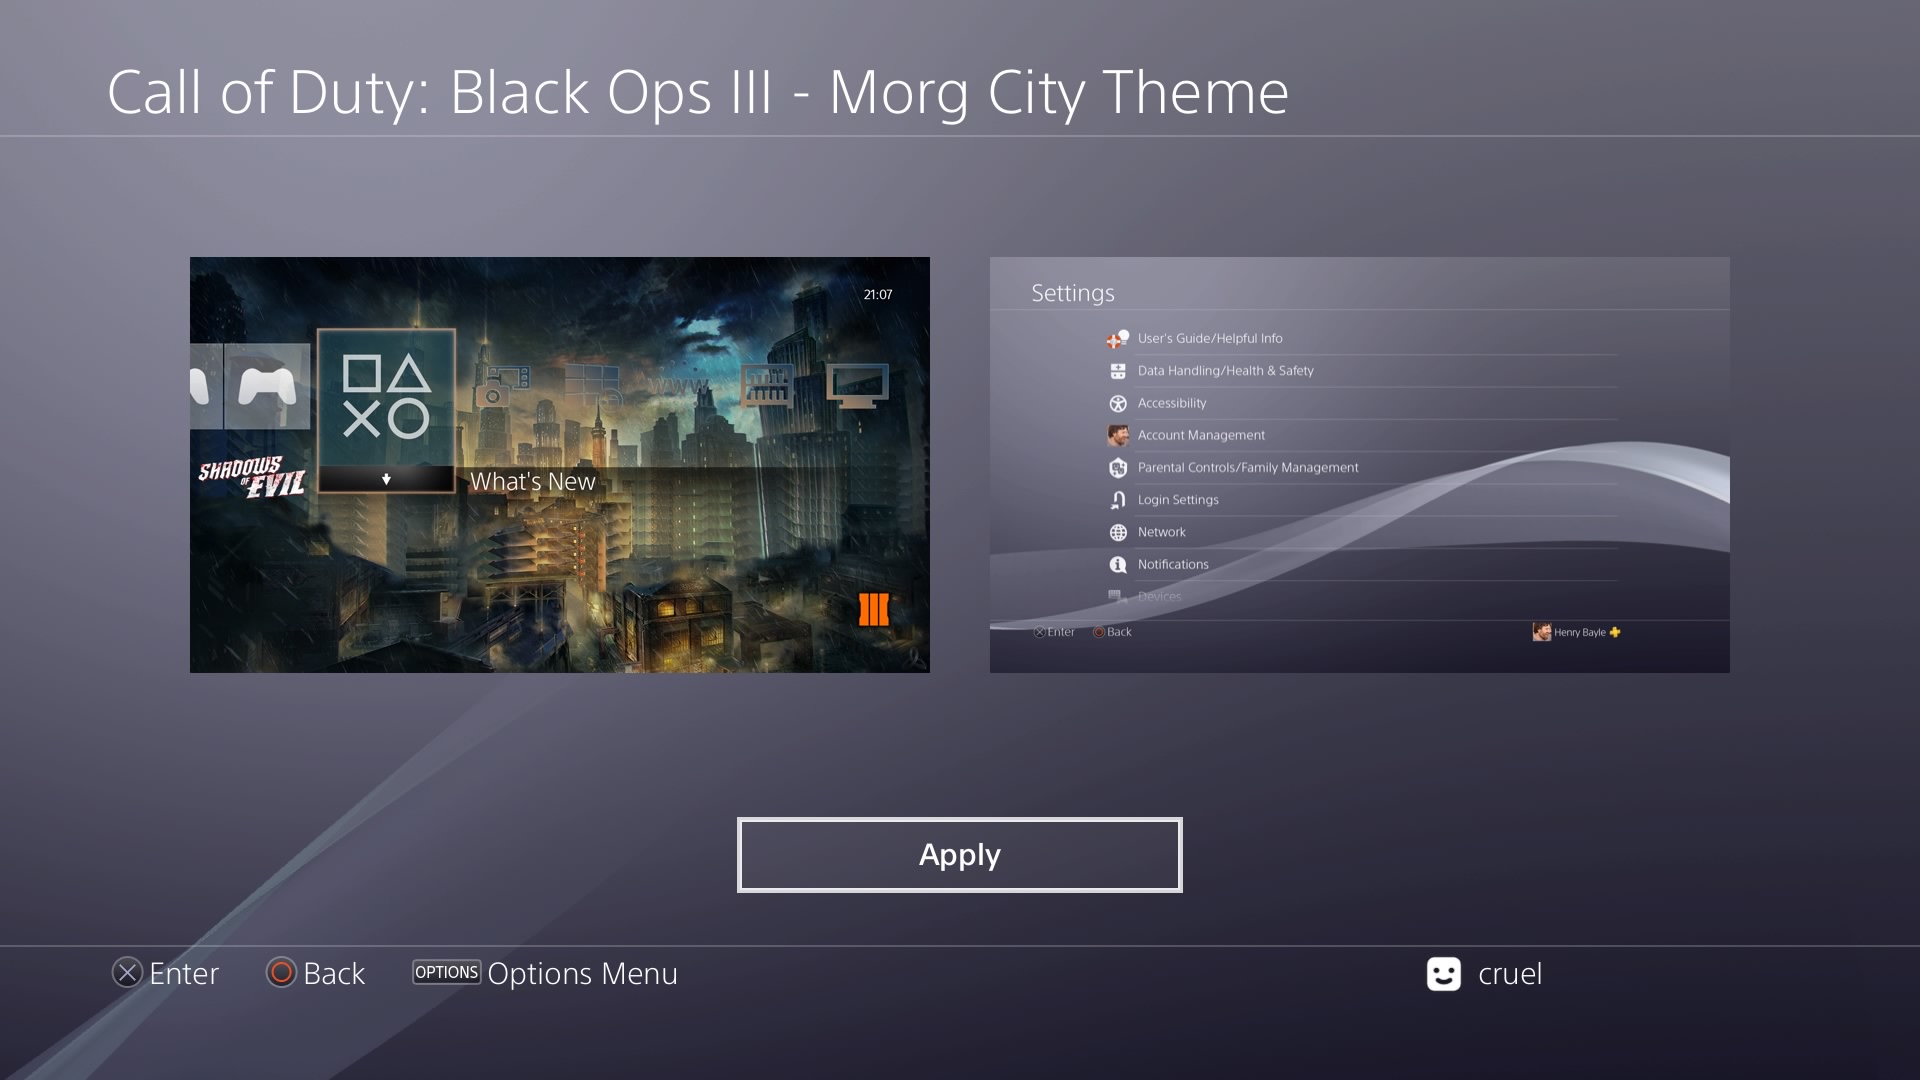 Call of Duty: Black Ops III - Morg City Theme
21:07
www
SHADOWS
OF
EVIL
What's New
III
Settings
User's Guide/Helpful Info
Data Handling/Health & Safety
Accessibility
Account Management
Parental Controls/Family Management
Login Settings
Network
Notifications
Devices
Enter Back
Henry Bayle
Apply
Enter Back OPTIONS Options Menu
cruel